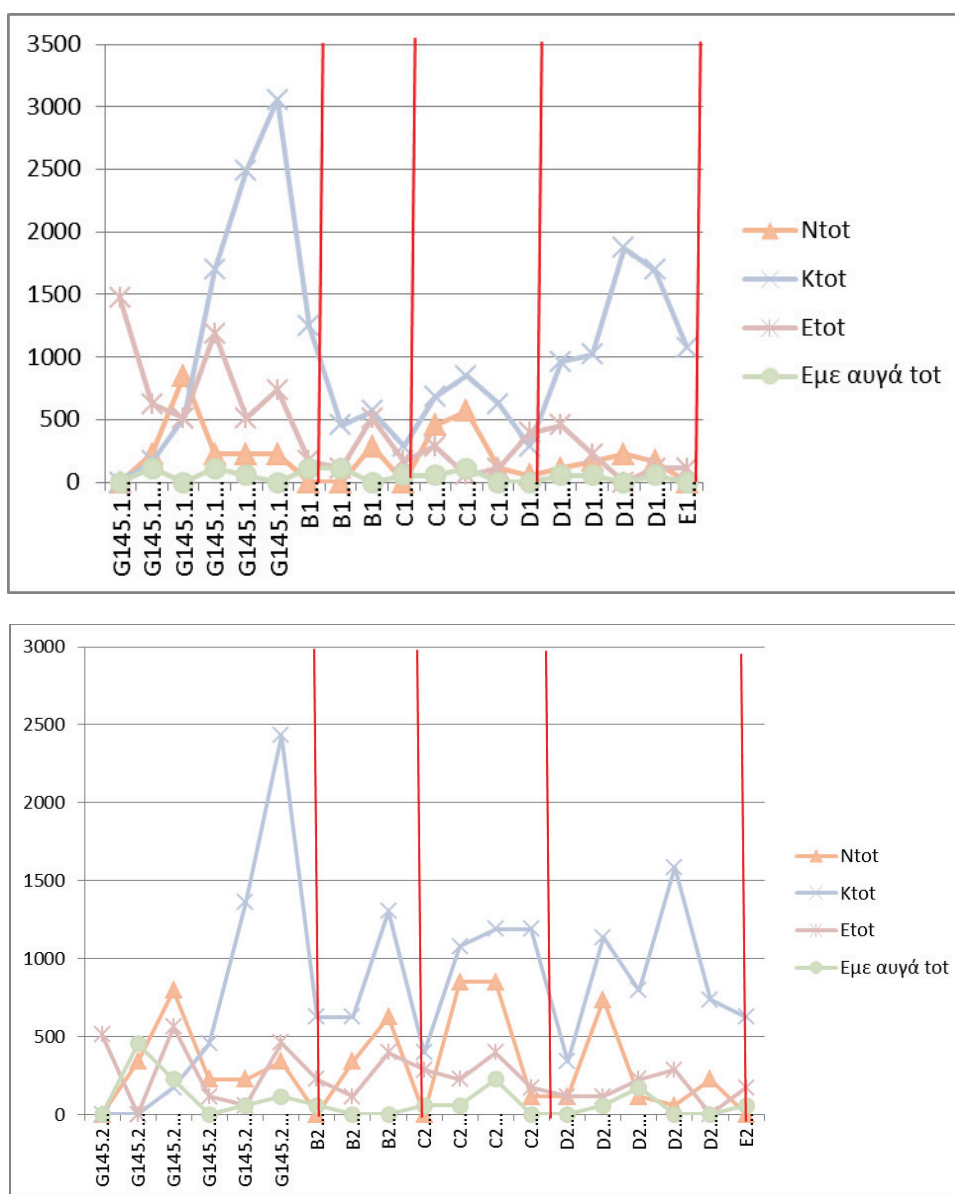 3500
3000
2500
2000
1500
1000
500
0
G145.1...
G145.1...
G145.1...
G145.1...
G145.1...
G145.1...
B1...
B1...
B1...
C1...
C1...
C1...
C1...
D1...
D1...
D1...
D1...
D1...
E1...
Ntot
Ktot
Etot
Εμε αυγά tot
3000
2500
2000
1500
1000
500
0
G145.2...
G145.2...
G145.2...
G145.2...
G145.2...
G145.2...
B2...
B2...
B2...
C2...
C2...
C2...
C2...
D2...
D2...
D2...
D2...
D2...
E2...
Ntot
Ktot
Etot
Εμε αυγά tot